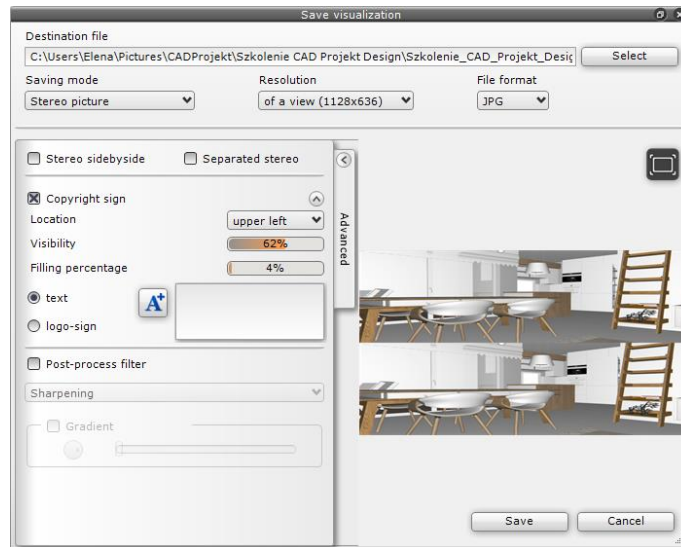 Save visualization
Destination file
C:\Users\Elena\Pictures\CADProjekt\Szkolenie CAD Projekt Design\Szkolenie_CAD_Projekt_Desig
Select
Saving mode Resolution File format
Stereo picture of a view (1128x636) JPG
Stereo sidebyside Separated stereo
Copyright sign
Location upper left
Visibility 62%
Filling percentage 4%
text
A+
logo-sign
Advanced
Post-process filter
Sharpening
Gradient
Save Cancel